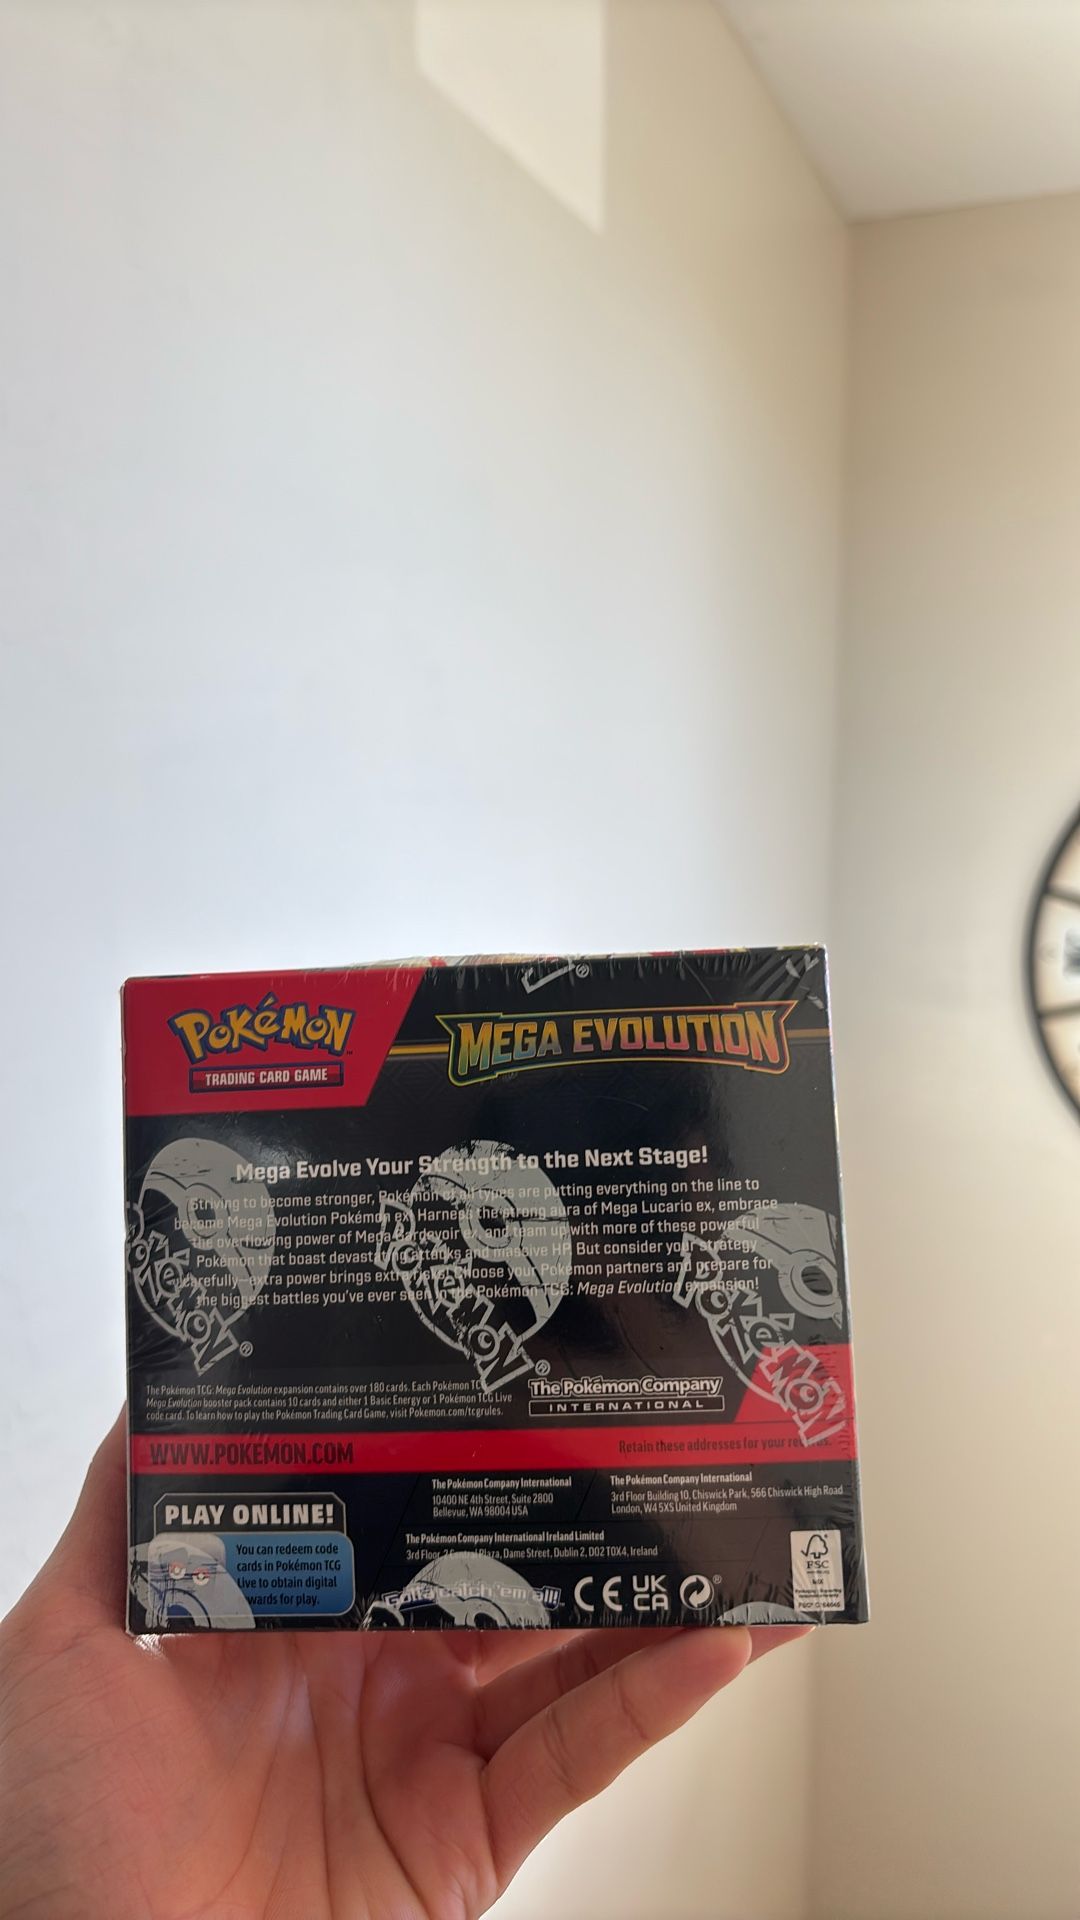 POKéMON
TRADING CARD GAME
MEGA EVOLUTION
Mega Evolve Your Strength to the Next Stage!
Striving to become stronger, Pokémon of all types are putting everything on the line to
become Mega Evolution Pokémon ex! Harness the strong aura of Mega Lucario ex, embrace
the overflowing power of Mega Gardevoir ex, and team up with more of these powerful
Pokémon that boast devastating attacks and massive HP. But consider your strategy
carefully—extra power brings extra risks! Choose your Pokémon partners and prepare for
the biggest battles you've ever seen in the Pokémon TCG: Mega Evolution expansion!
POKéMON®
POKéMON®
POKéMON
The Pokémon TCG: Mega Evolution expansion contains over 180 cards. Each Pokémon TCG:
Mega Evolution booster pack contains 10 cards and either 1 Basic Energy or 1 Pokémon TCG Live
code card. To learn how to play the Pokémon Trading Card Game, visit Pokemon.com/tcgrules.
The Pokémon Company
INTERNATIONAL
WWW.POKEMON.COM
Retain these addresses for your records.
PLAY ONLINE!
You can redeem code
cards in Pokémon TCG
Live to obtain digital
rewards for play.
The Pokémon Company International
10400 NE 4th Street, Suite 2800
Bellevue, WA 98004 USA
The Pokémon Company International
3rd Floor Building 10, Chiswick Park, 566 Chiswick High Road
London, W4 5XS United Kingdom
The Pokémon Company International Ireland Limited
3rd Floor, 2 Central Plaza, Dame Street, Dublin 2, D02 T0X4, Ireland
Gotta catch 'em all!™
CE UK
CA
FSC
MIX